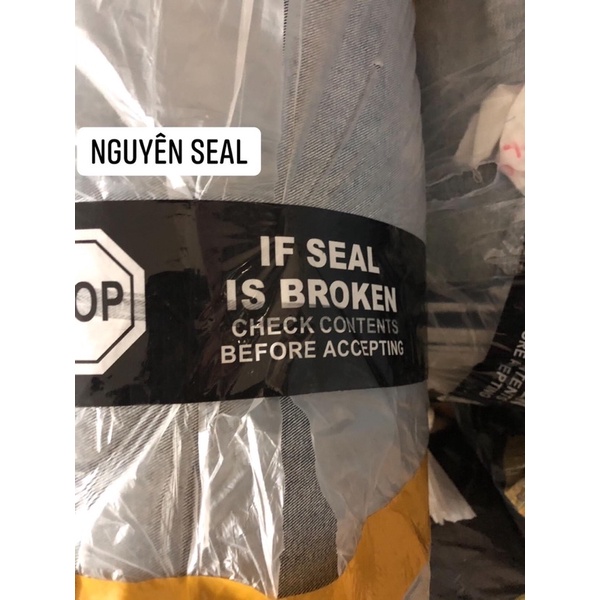 NGUYÊN SEAL
OP
IF SEAL
IS BROKEN
CHECK CONTENTS
BEFORE ACCEPTING